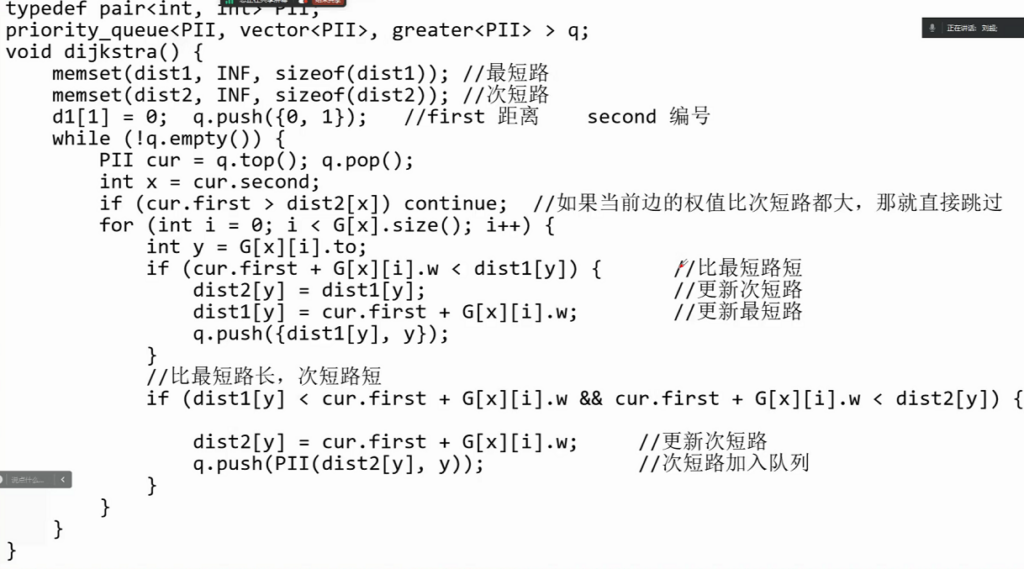 typedef pair<int, int> PII;
priority_queue<PII, vector<PII>, greater<PII> > q;
正在讲话: 刘超;
void dijkstra() {
    memset(dist1, INF, sizeof(dist1)); //最短路
    memset(dist2, INF, sizeof(dist2)); //次短路
    d1[1] = 0;  q.push({0, 1});   //first 距离    second 编号
    while (!q.empty()) {
        PII cur = q.top(); q.pop();
        int x = cur.second;
        if (cur.first > dist2[x]) continue;  //如果当前边的权值比次短路都大，那就直接跳过
        for (int i = 0; i < G[x].size(); i++) {
            int y = G[x][i].to;
            if (cur.first + G[x][i].w < dist1[y]) {      //比最短路短
                dist2[y] = dist1[y];                     //更新次短路
                dist1[y] = cur.first + G[x][i].w;        //更新最短路
                q.push({dist1[y], y});
            }
            //比最短路长，次短路短
            if (dist1[y] < cur.first + G[x][i].w && cur.first + G[x][i].w < dist2[y]) {
                dist2[y] = cur.first + G[x][i].w;     //更新次短路
                q.push(PII(dist2[y], y));             //次短路加入队列
            }
        }
    }
}